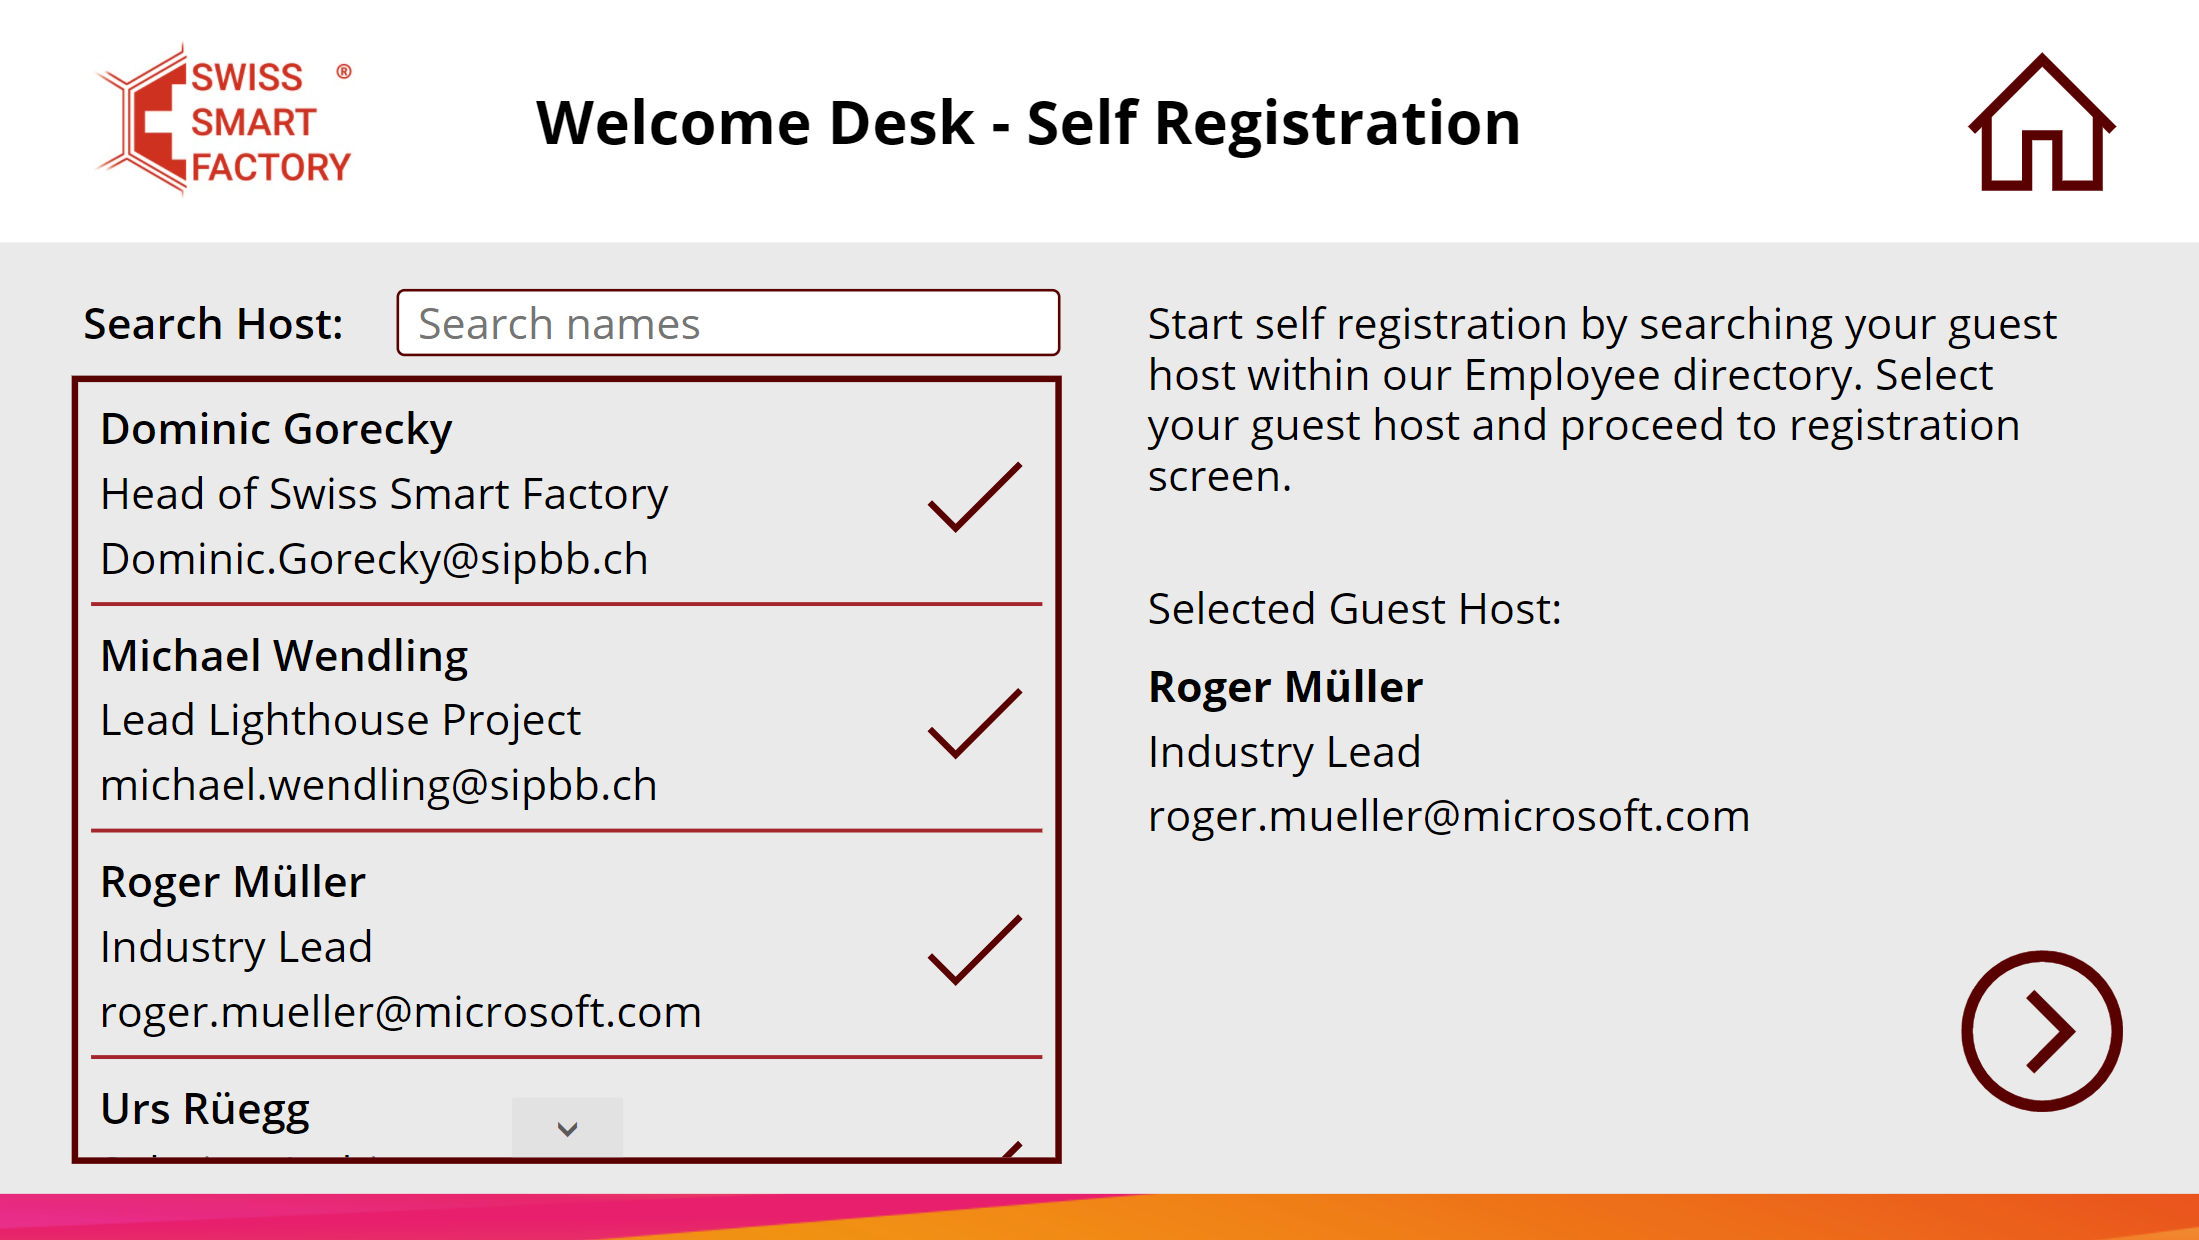 SWISS ®
SMART
FACTORY
Welcome Desk - Self Registration
Search Host:
Search names
Dominic Gorecky
Head of Swiss Smart Factory
Dominic.Gorecky@sipbb.ch
Michael Wendling
Lead Lighthouse Project
michael.wendling@sipbb.ch
Roger Müller
Industry Lead
roger.mueller@microsoft.com
Urs Rüegg
Start self registration by searching your guest
host within our Employee directory. Select
your guest host and proceed to registration
screen.
Selected Guest Host:
Roger Müller
Industry Lead
roger.mueller@microsoft.com